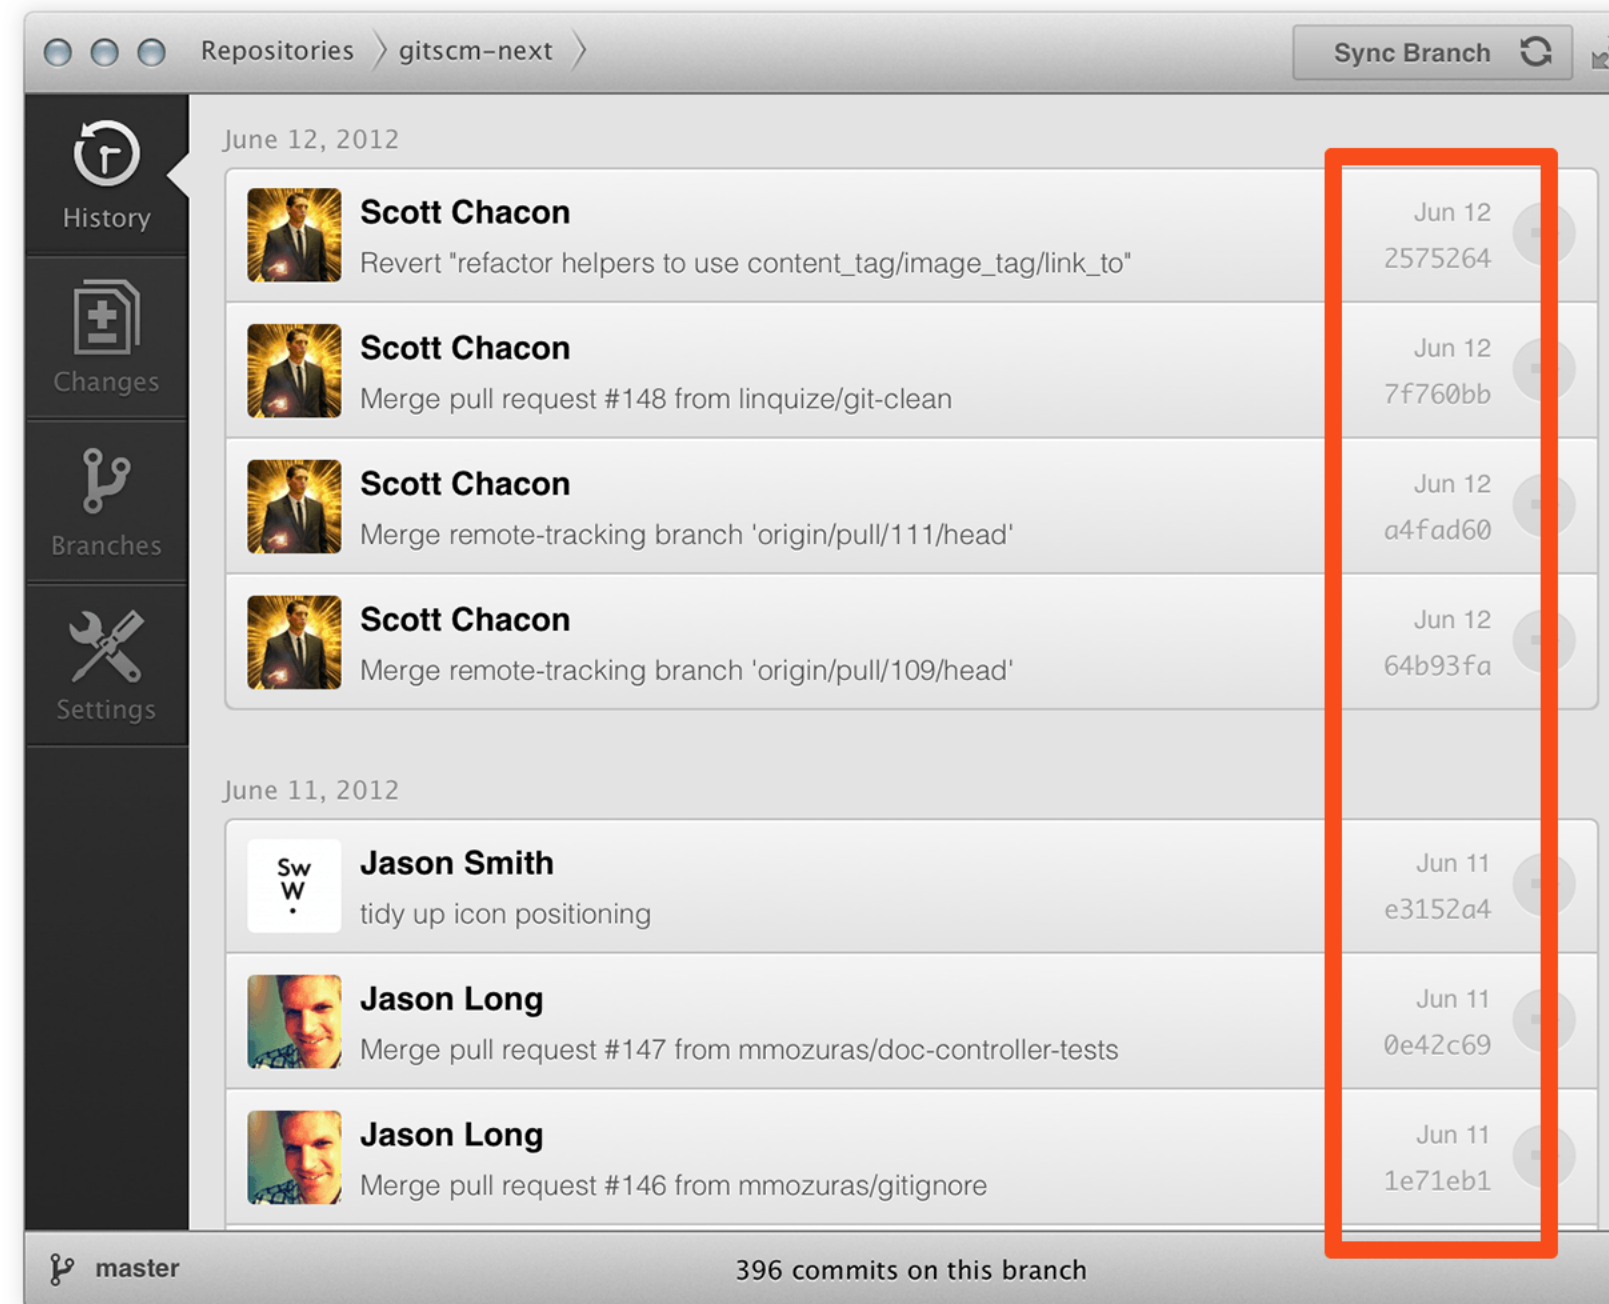 Repositories gitscm-next Sync Branch
History
Changes
Branches
Settings
June 12, 2012
Scott Chacon Jun 12
Revert "refactor helpers to use content_tag/image_tag/link_to" 2575264
Scott Chacon Jun 12
Merge pull request #148 from linquize/git-clean 7f760bb
Scott Chacon Jun 12
Merge remote-tracking branch 'origin/pull/111/head' a4fad60
Scott Chacon Jun 12
Merge remote-tracking branch 'origin/pull/109/head' 64b93fa
June 11, 2012
Sw
W
.
Jason Smith Jun 11
tidy up icon positioning e3152a4
Jason Long Jun 11
Merge pull request #147 from mmozuras/doc-controller-tests 0e42c69
Jason Long Jun 11
Merge pull request #146 from mmozuras/gitignore 1e71eb1
master 396 commits on this branch